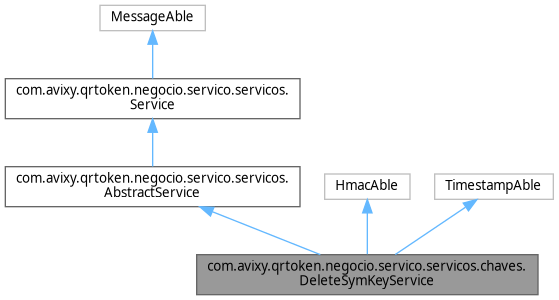 MessageAble
com.avixy.qrtoken.negocio.servico.servicos.
Service
com.avixy.qrtoken.negocio.servico.servicos.
AbstractService
HmacAble
TimestampAble
com.avixy.qrtoken.negocio.servico.servicos.chaves.
DeleteSymKeyService